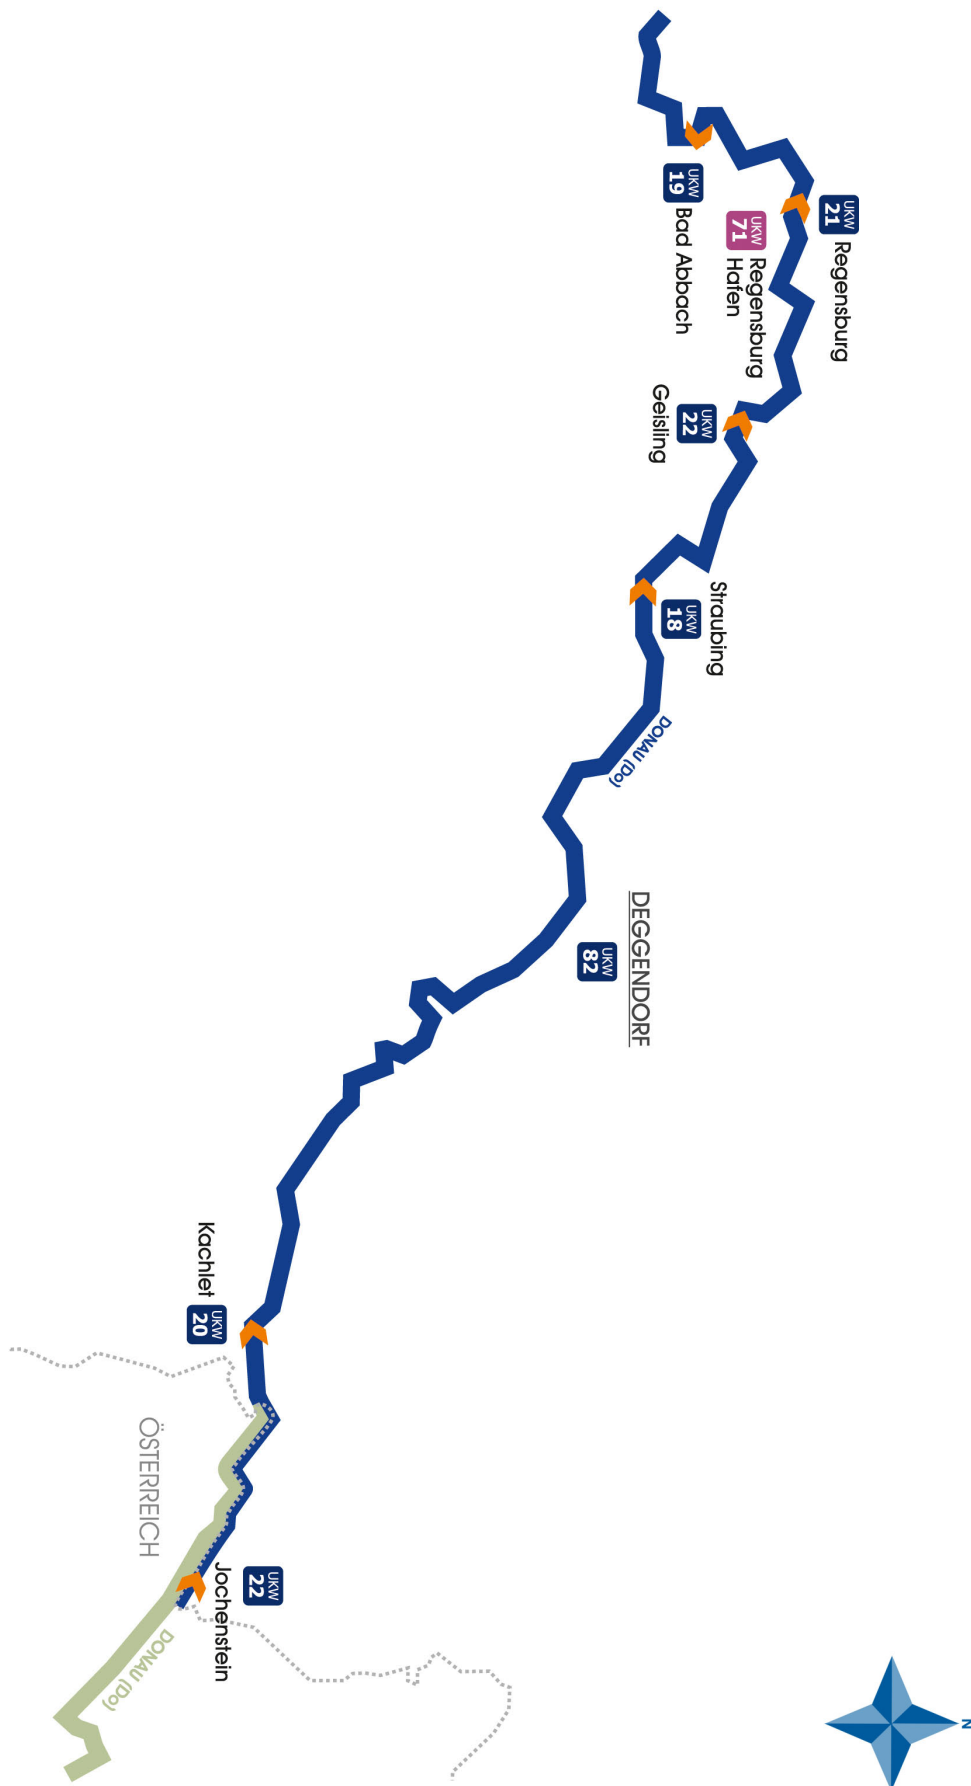 UKW
21
Regensburg
UKW
19
Bad Abbach
UKW
71
Regensburg
Hafen
UKW
22
Geisling
Straubing
UKW
18
DONAU (Do)
DEGGENDORF
UKW
82
Kachlet
UKW
20
ÖSTERREICH
UKW
22
Jochenstein
DONAU (Do)
N